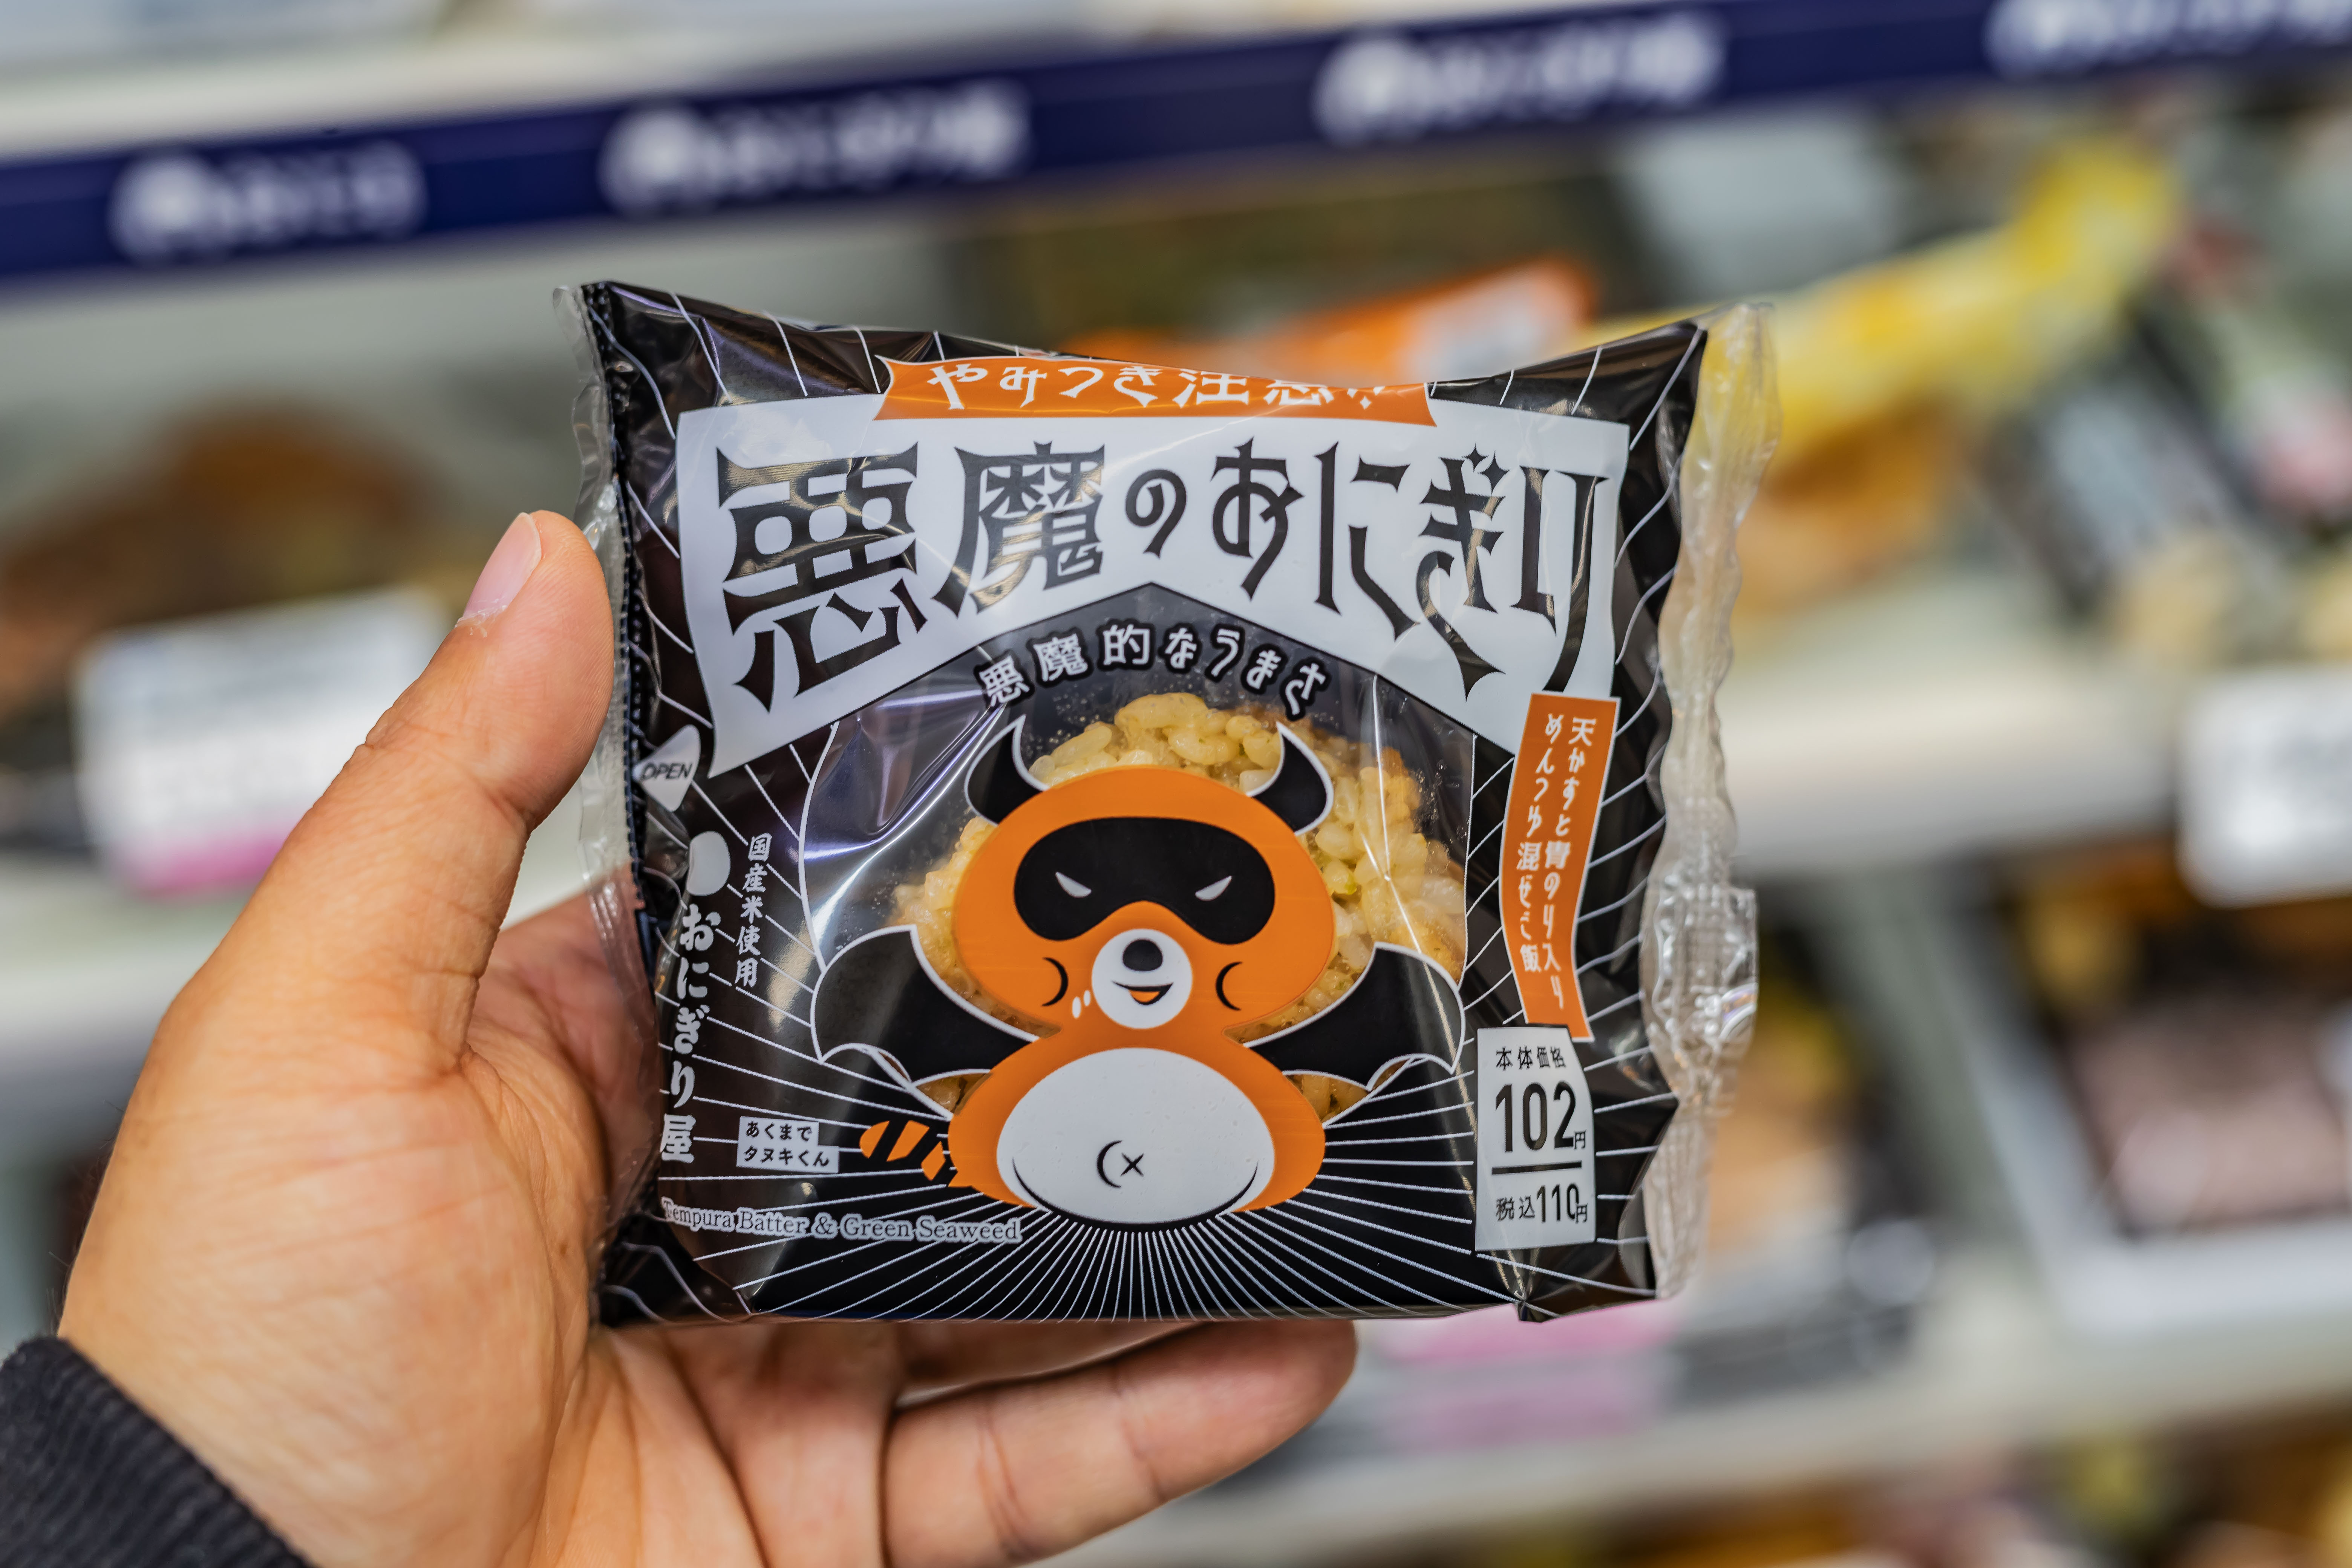 やみつき注意!!
悪魔のおにぎり
悪魔的なうまさ
OPEN
国産米使用
おにぎり屋
天かすと青のり入り
めんつゆ混ぜご飯
あくまで
タヌキくん
本体価格
102円
税込110円
Tempura Batter & Green Seaweed